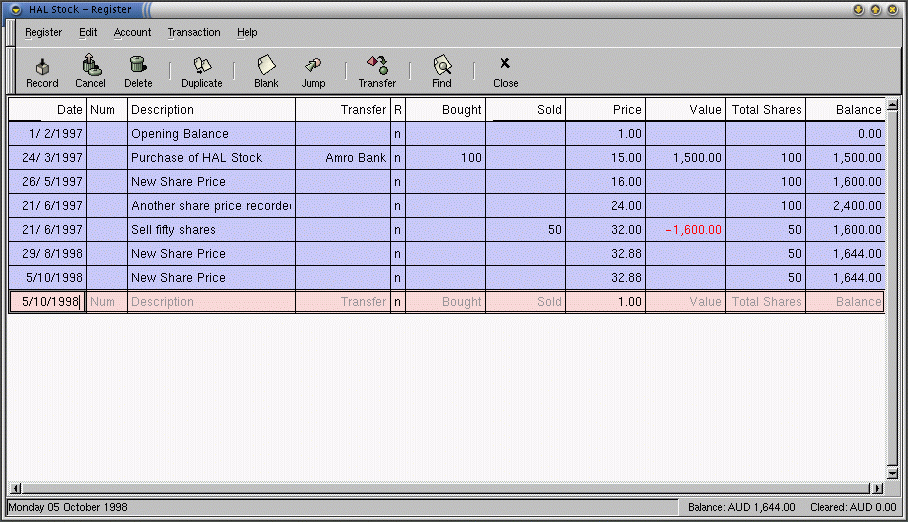 HAL Stock – Register
Register Edit Account Transaction Help
Record Cancel Delete Duplicate Blank Jump Transfer Find Close
Date Num Description Transfer R Bought Sold Price Value Total Shares Balance
1/ 2/1997 Opening Balance n 1.00 0.00
24/ 3/1997 Purchase of HAL Stock Amro Bank n 100 15.00 1,500.00 100 1,500.00
26/ 5/1997 New Share Price n 16.00 100 1,600.00
21/ 6/1997 Another share price recorded n 24.00 100 2,400.00
21/ 6/1997 Sell fifty shares n 50 32.00 -1,600.00 50 1,600.00
29/ 8/1998 New Share Price n 32.88 50 1,644.00
5/10/1998 New Share Price n 32.88 50 1,644.00
5/10/1998 Num Description Transfer n Bought Sold 1.00 Value Total Shares Balance
Monday 05 October 1998 Balance: AUD 1,644.00 Cleared: AUD 0.00